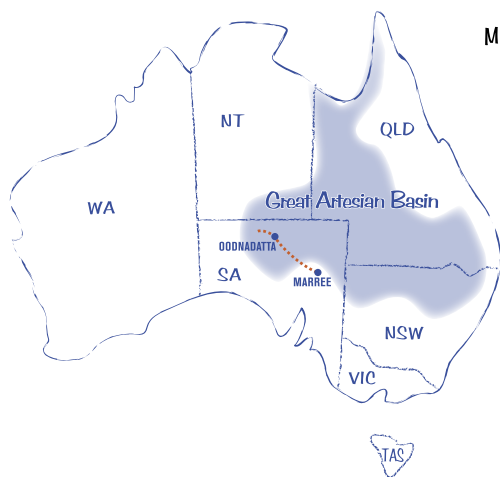 M
NT
QLD
Great Artesian Basin
WA
OODNADATTA
SA
MARREE
NSW
VIC
TAS